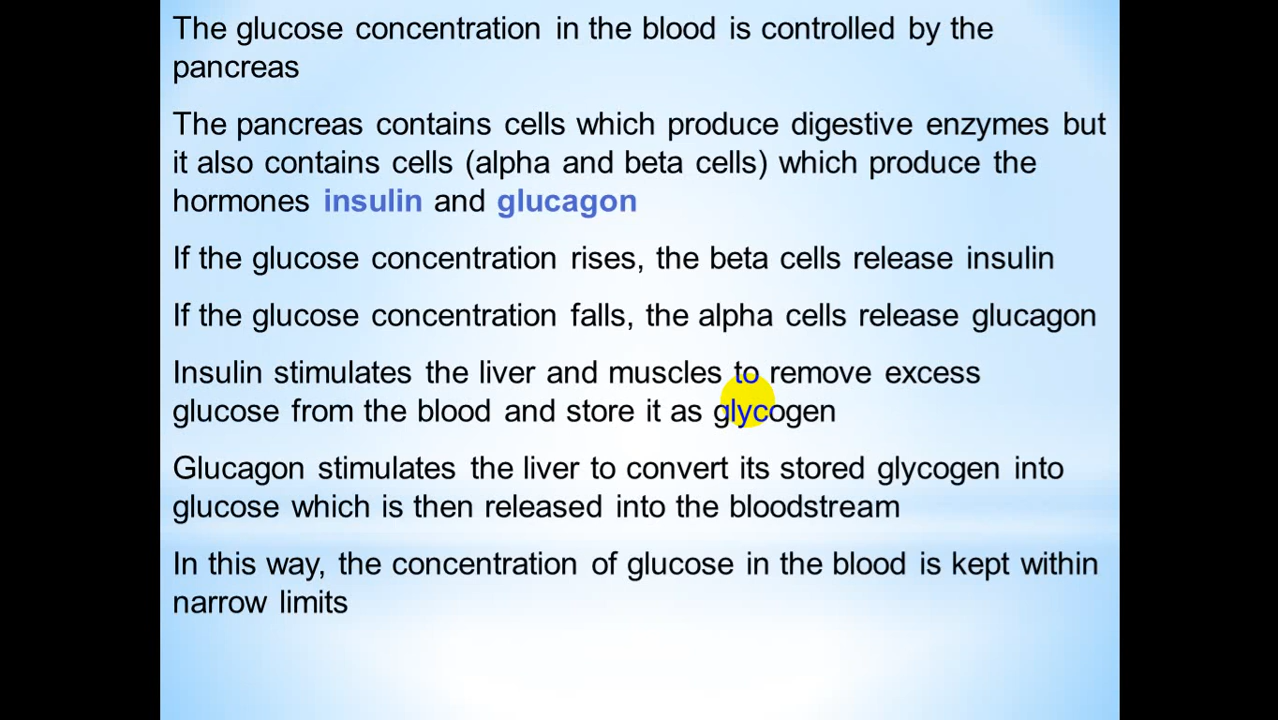 The glucose concentration in the blood is controlled by the
pancreas
The pancreas contains cells which produce digestive enzymes but
it also contains cells (alpha and beta cells) which produce the
hormones insulin and glucagon
If the glucose concentration rises, the beta cells release insulin
If the glucose concentration falls, the alpha cells release glucagon
Insulin stimulates the liver and muscles to remove excess
glucose from the blood and store it as glycogen
Glucagon stimulates the liver to convert its stored glycogen into
glucose which is then released into the bloodstream
In this way, the concentration of glucose in the blood is kept within
narrow limits